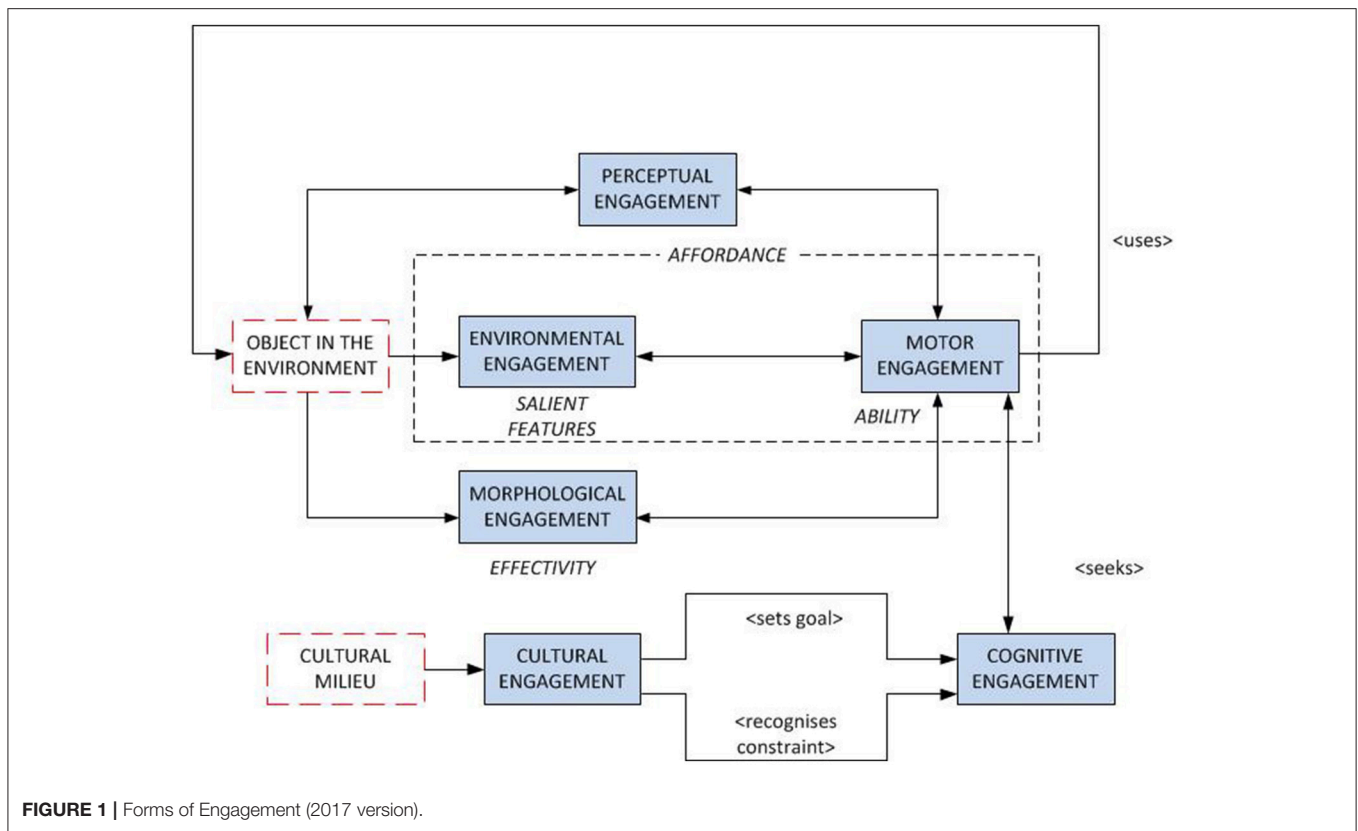 PERCEPTUAL
ENGAGEMENT
<uses>
AFFORDANCE
OBJECT IN THE
ENVIRONMENT
ENVIRONMENTAL
ENGAGEMENT
MOTOR
ENGAGEMENT
SALIENT
FEATURES
ABILITY
MORPHOLOGICAL
ENGAGEMENT
EFFECTIVITY
<seeks>
<sets goal>
CULTURAL
MILIEU
CULTURAL
ENGAGEMENT
COGNITIVE
ENGAGEMENT
<recognises
constraint>
FIGURE 1 | Forms of Engagement (2017 version).